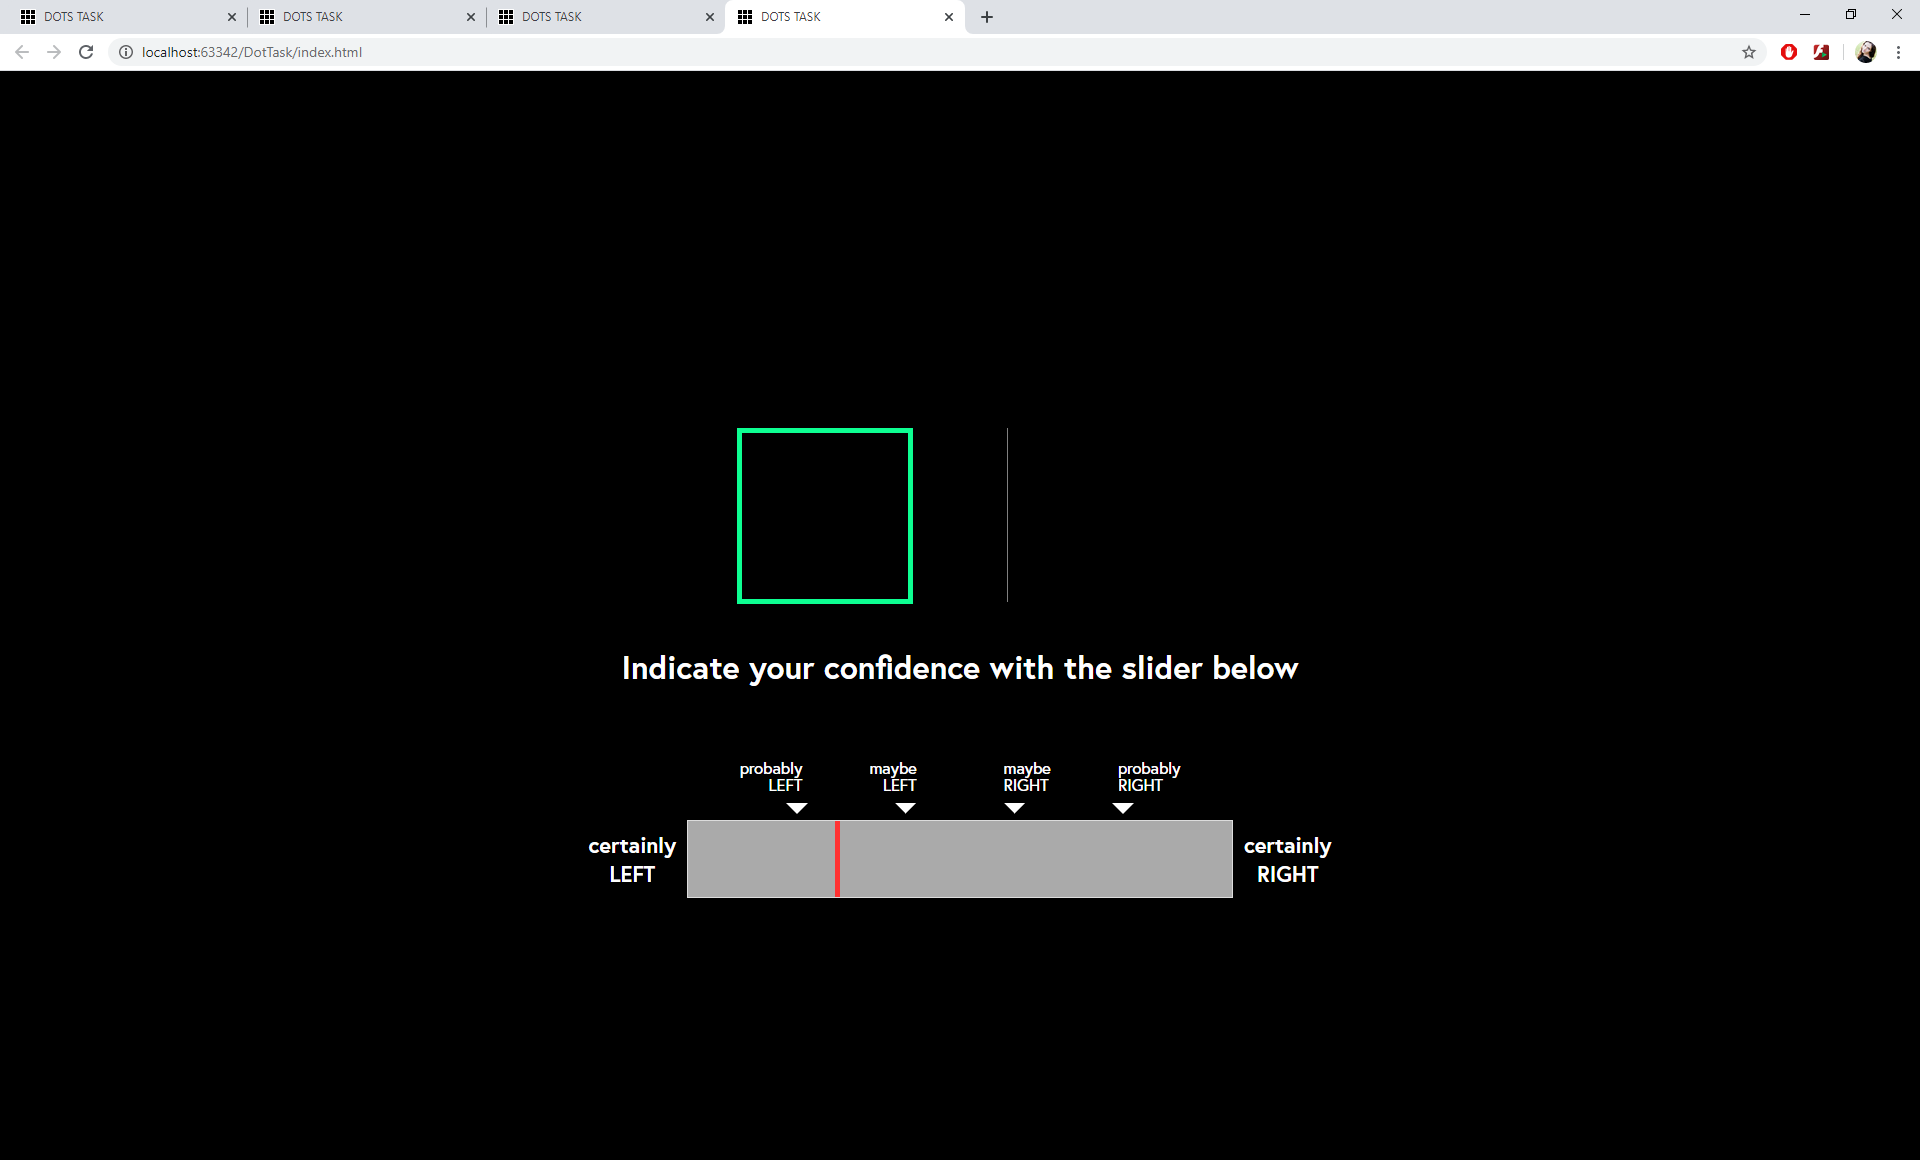 DOTS TASK
DOTS TASK
DOTS TASK
DOTS TASK
localhost:63342/DotTask/index.html
Indicate your confidence with the slider below
probably
LEFT
maybe
LEFT
maybe
RIGHT
probably
RIGHT
certainly
LEFT
certainly
RIGHT